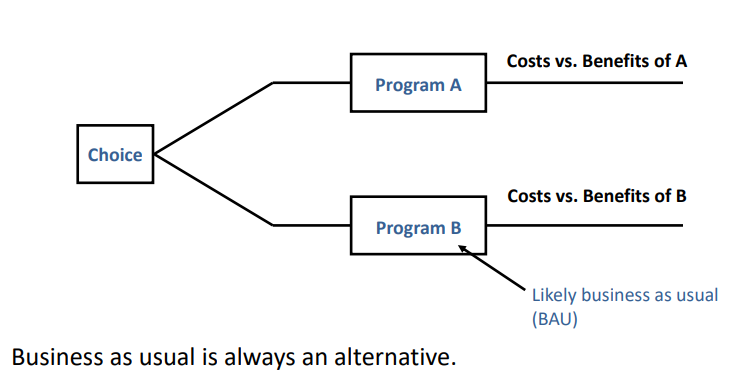 Costs vs. Benefits of A
Program A
Choice
Costs vs. Benefits of B
Program B
Likely business as usual
(BAU)
Business as usual is always an alternative.